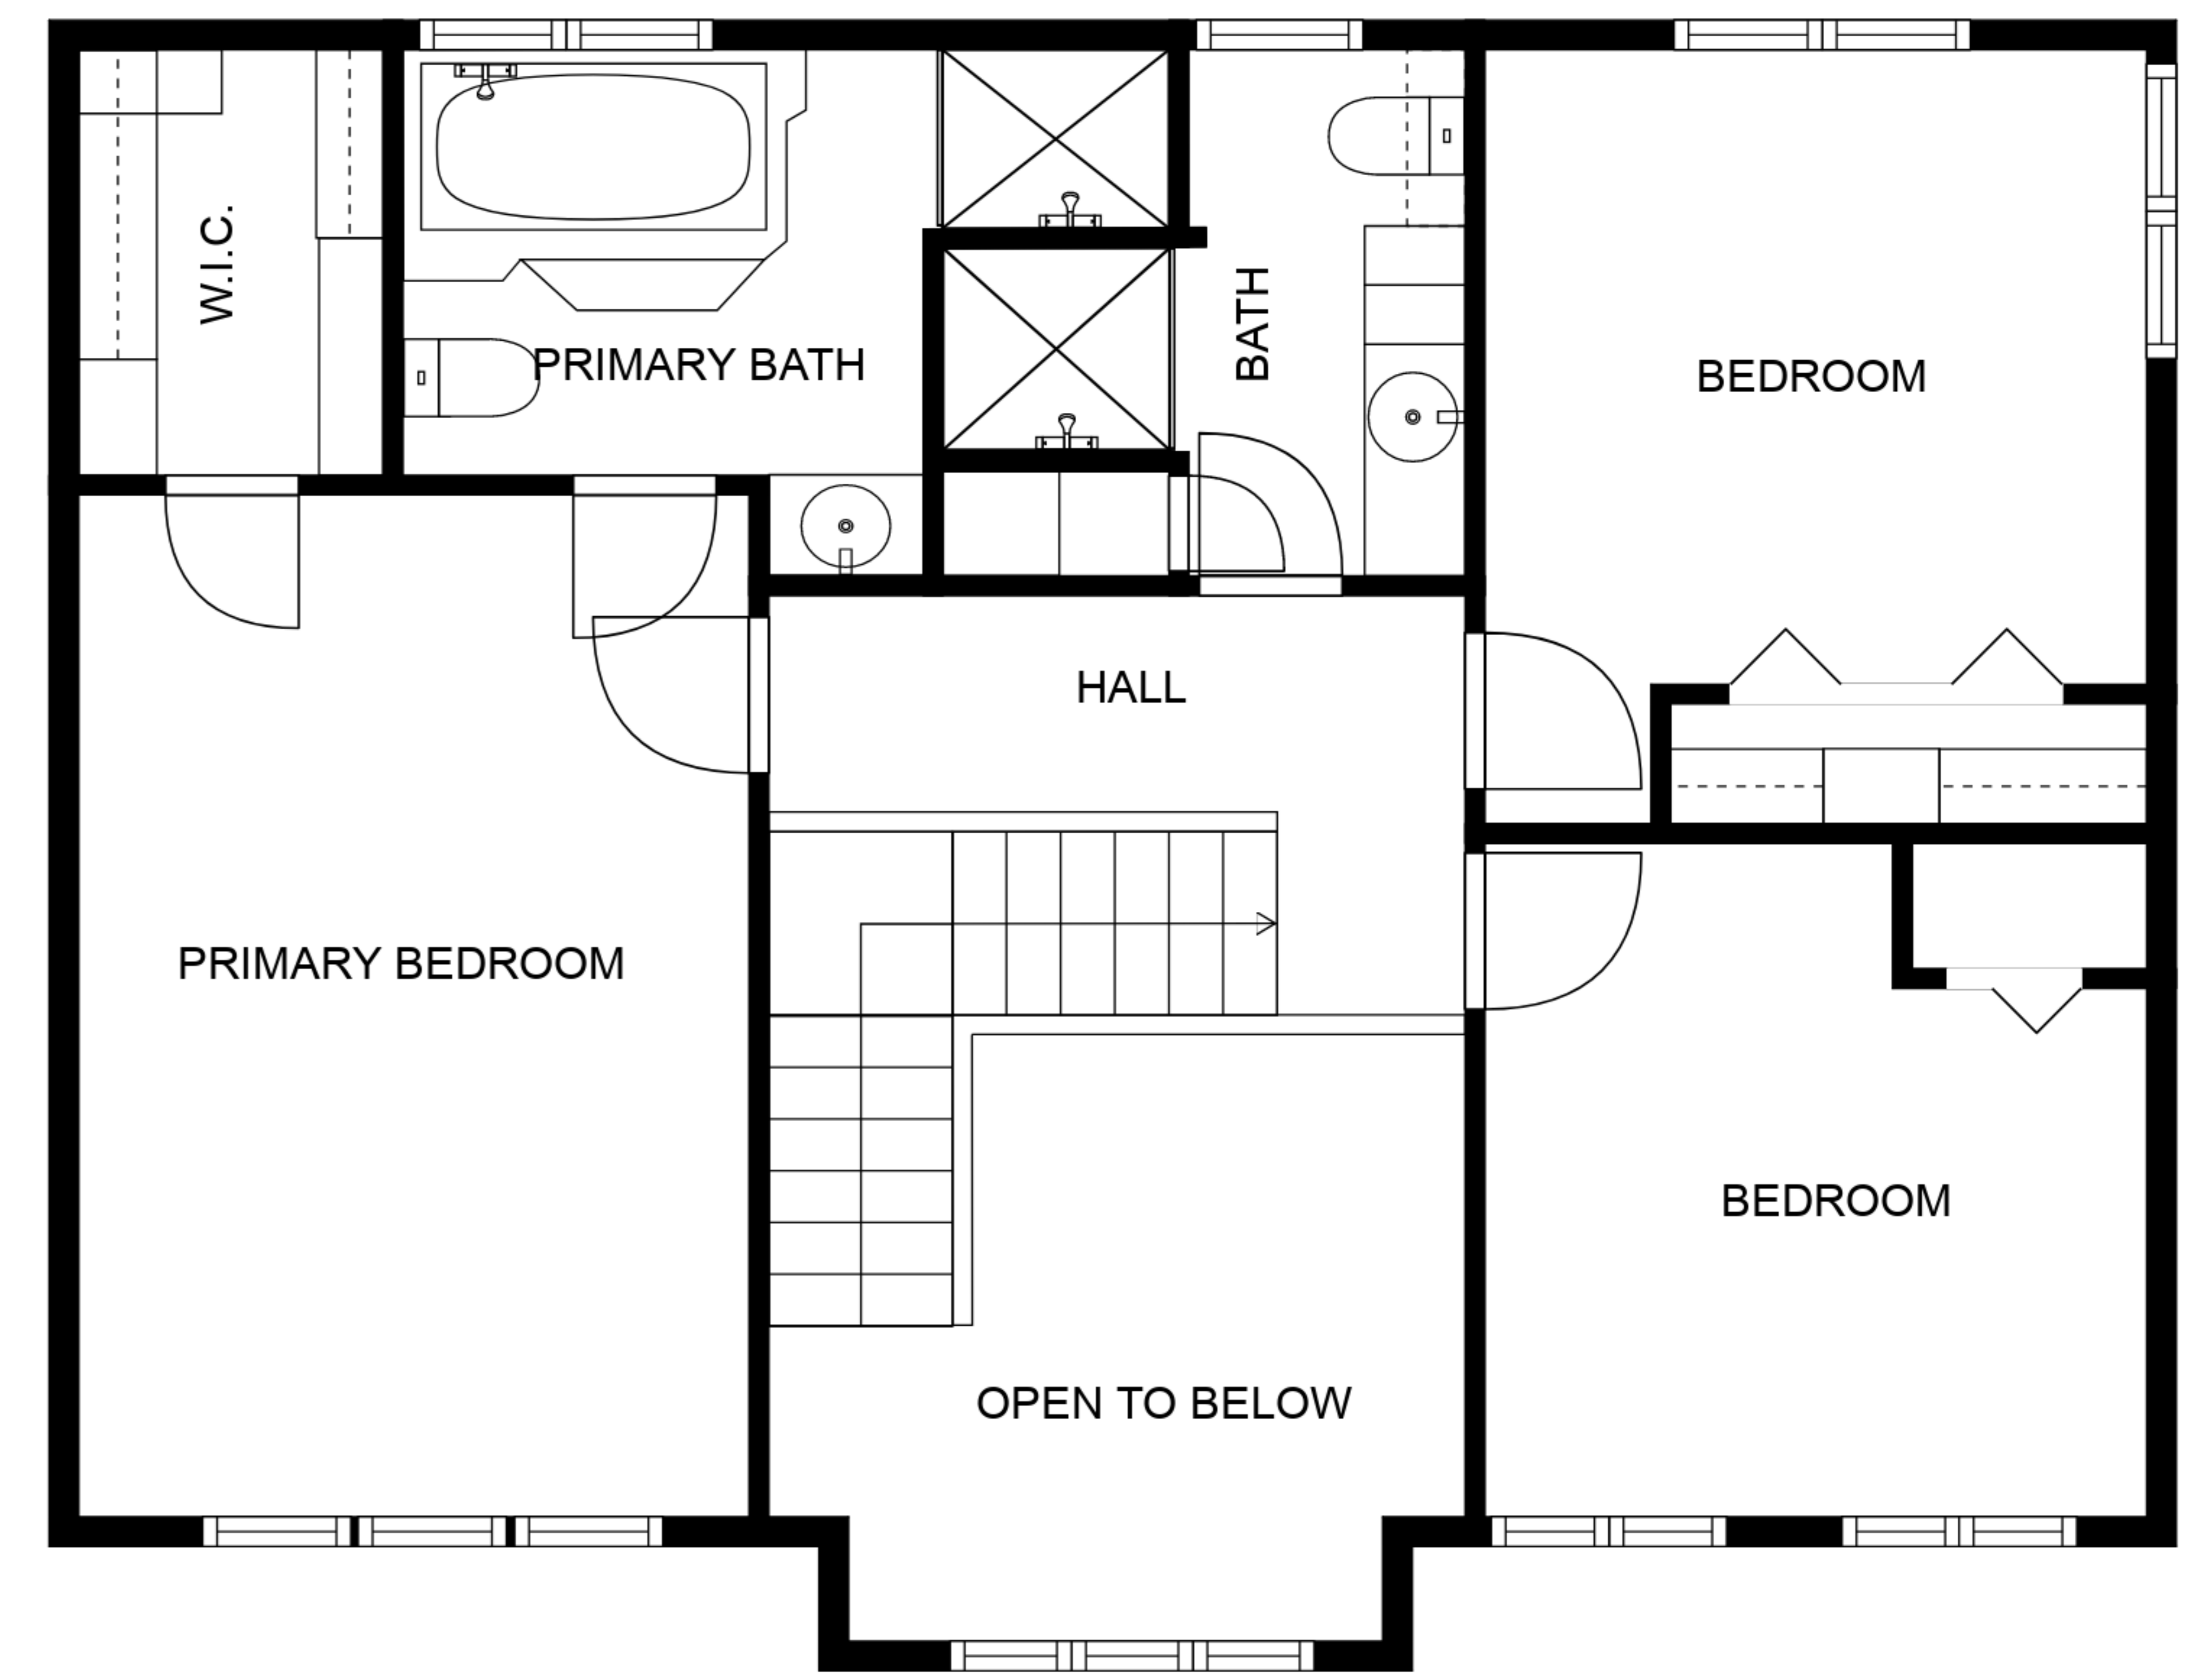 W.I.C.
PRIMARY BATH
BATH
BEDROOM
HALL
PRIMARY BEDROOM
BEDROOM
OPEN TO BELOW